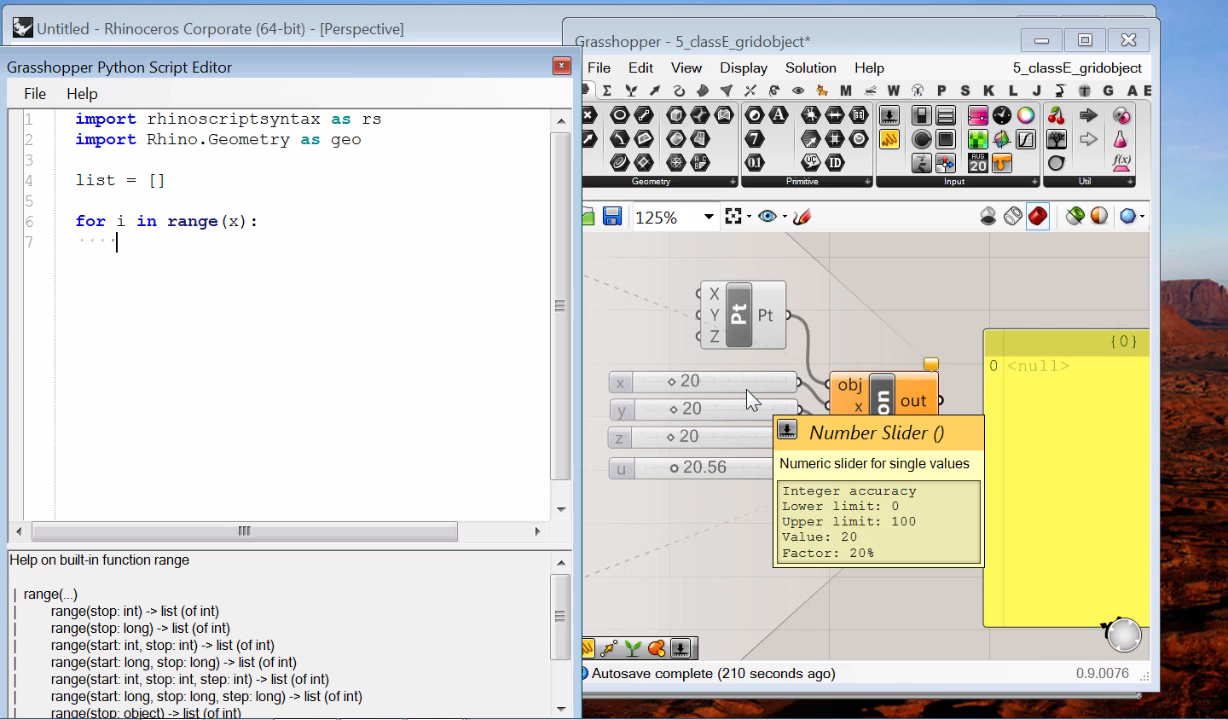 Untitled - Rhinoceros Corporate (64-bit) - [Perspective]
Grasshopper - 5_classE_gridobject*
Grasshopper Python Script Editor
File Edit View Display Solution Help
5_classE_gridobject
File Help
M W P S K L J G A E
1 import rhinoscriptsyntax as rs
2 import Rhino.Geometry as geo
3
4 list = []
5
6 for i in range(x):
7
A
7
0.1
ID
AUG
20
f(x)
Geometry
Primitive
Input
Util
125%
X
Y
Z
Pt
Pt
{0}
0 <null>
x 20
y 20
z 20
u 20.56
obj
x
on
out
Number Slider ()
Numeric slider for single values
Integer accuracy
Lower limit: 0
Upper limit: 100
Value: 20
Factor: 20%
Help on built-in function range
| range(...)
| range(stop: int) -> list (of int)
| range(stop: long) -> list (of int)
| range(start: int, stop: int) -> list (of int)
| range(start: long, stop: long) -> list (of int)
| range(start: int, stop: int, step: int) -> list (of int)
| range(start: long, stop: long, step: long) -> list (of int)
| range(stop: object) -> list (of int)
Autosave complete (210 seconds ago)
0.9.0076